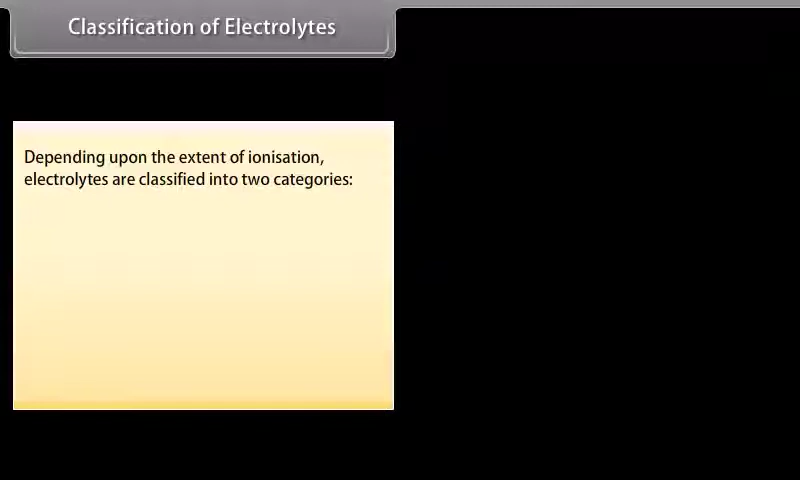 Classification of Electrolytes
Depending upon the extent of ionisation,
electrolytes are classified into two categories: